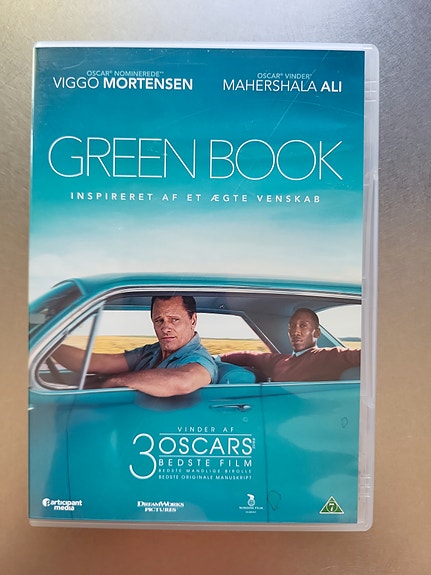 OSCAR® NOMINEREDE
OSCAR® VINDER
VIGGO MORTENSEN
MAHERSHALA ALI
GREEN BOOK
INSPIRERET AF ET ÆGTE VENSKAB
VINDER AF
3 OSCARS
BEDSTE FILM
BEDSTE MANDLIGE BIROLLE
BEDSTE ORIGINALE MANUSKRIPT
participant
media
DREAMWORKS
PICTURES
7